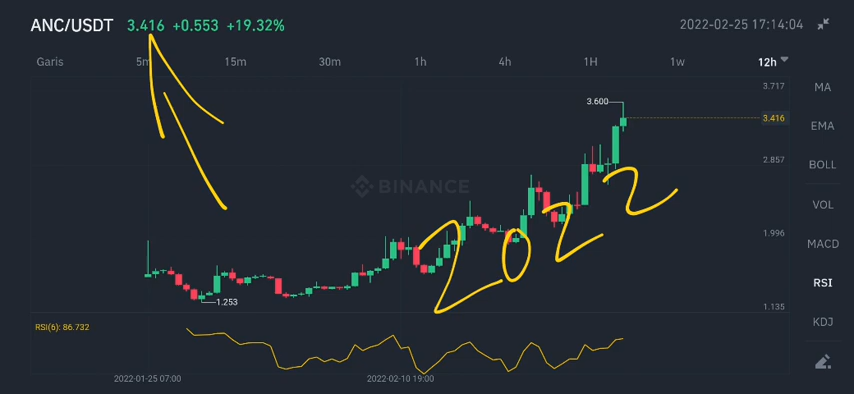 ANC/USDT 3.416 +0.553 +19.32% 2022-02-25 17:14:04
Garis 5m 15m 30m 1h 4h 1H 1w 12h
MA
EMA
BOLL
VOL
MACD
RSI
KDJ
3.717
3.600
3.416
2.857
BINANCE
2022
1.996
1.253
1.135
RSI(6): 86.732
2022-01-25 07:00 2022-02-10 19:00